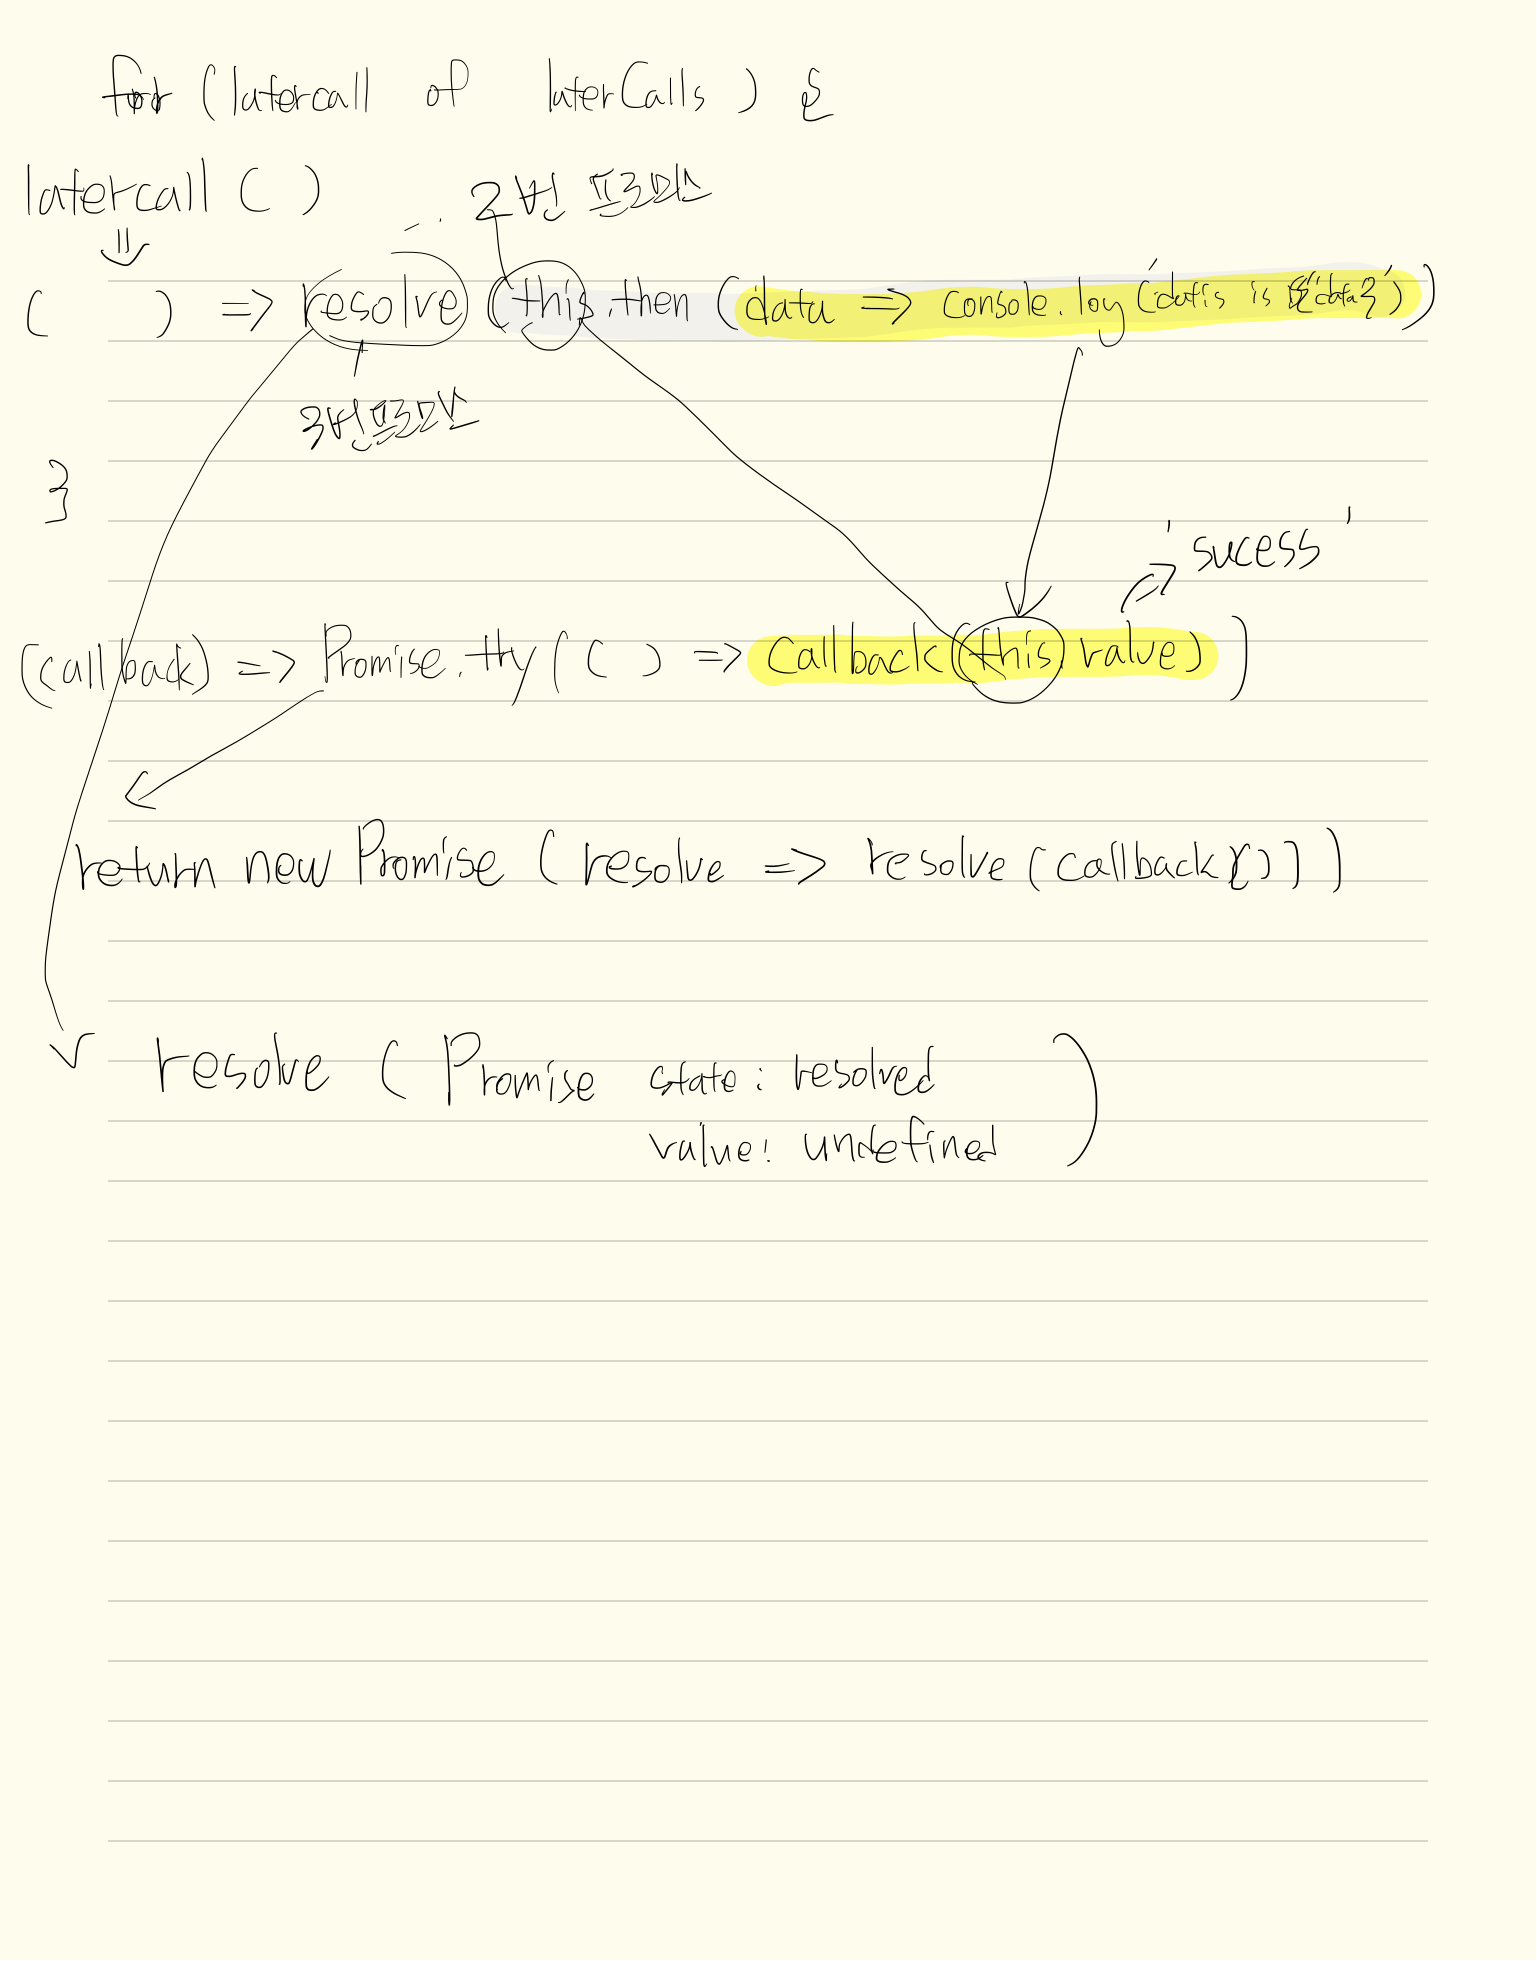 for (latercall of laterCalls) {
latercall ( )
2번 프로미스
( ) => resolve (this.then (data => console.log ('datis is ${data}'))
3번프로미스
}
'sucess'
(callback) => Promise.try ( ( ) => callback (this.value) )
return new Promise ( resolve => resolve (callback()))
resolve ( Promise state : resolved
value : undefined )